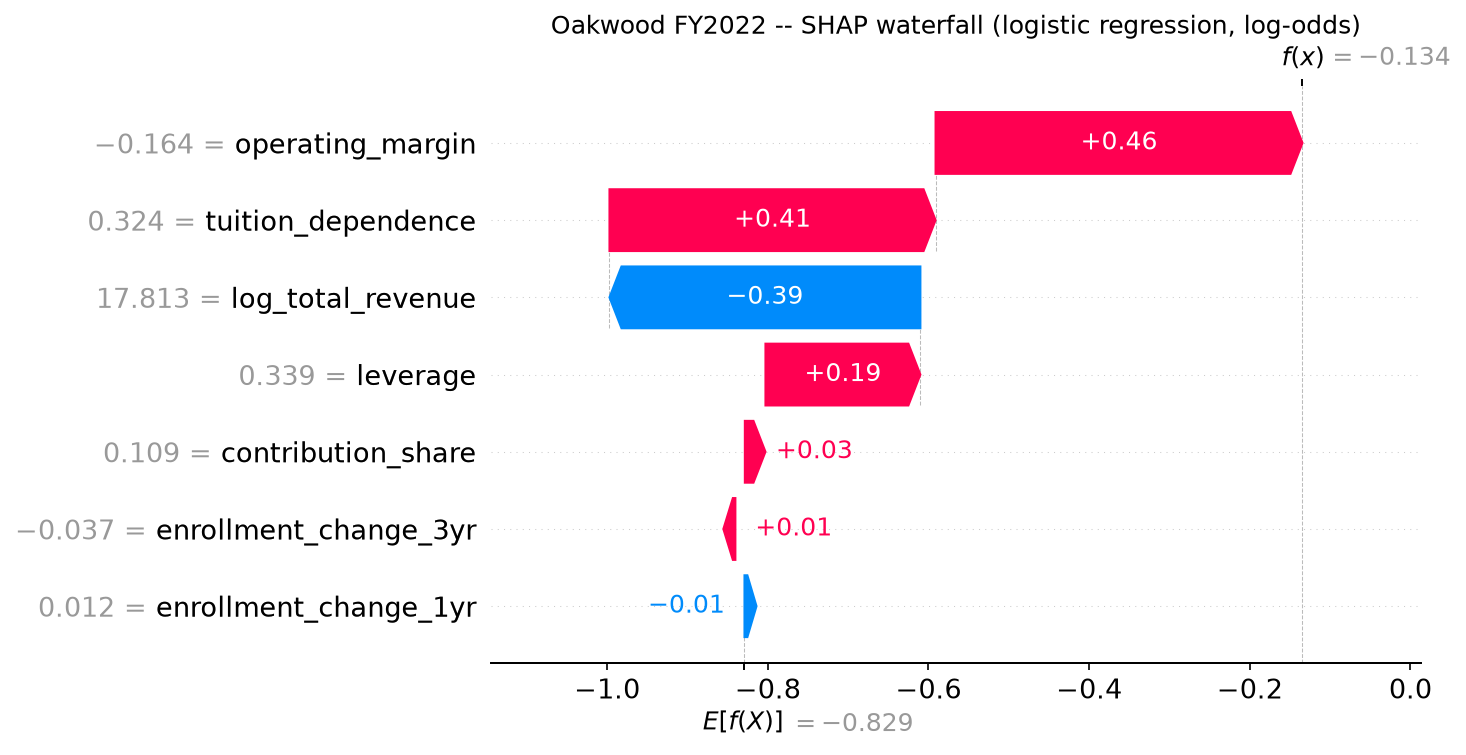 Oakwood FY2022 -- SHAP waterfall (logistic regression, log-odds)
f(x) = −0.134
−0.164 = operating_margin
+0.46
0.324 = tuition_dependence
+0.41
17.813 = log_total_revenue
−0.39
0.339 = leverage
+0.19
0.109 = contribution_share
+0.03
−0.037 = enrollment_change_3yr
+0.01
0.012 = enrollment_change_1yr
−0.01
−1.0 −0.8 −0.6 −0.4 −0.2 0.0
E[f(X)] = −0.829